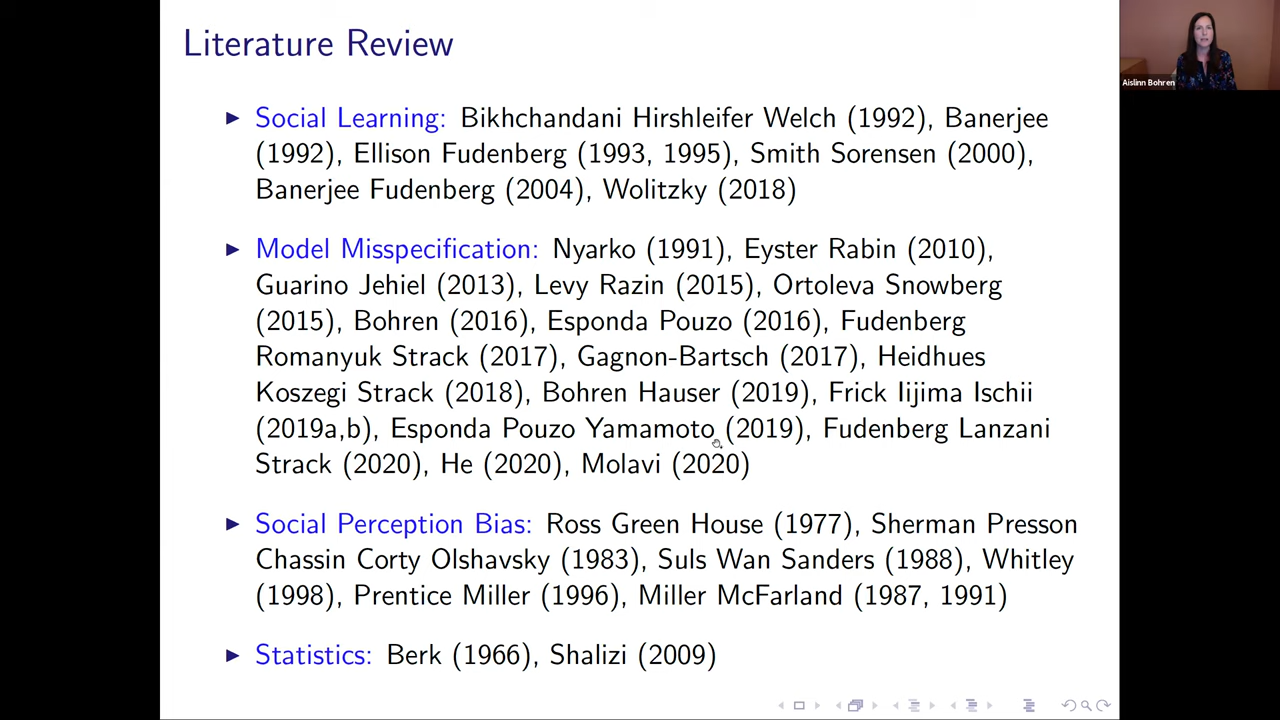 Literature Review
Social Learning: Bikhchandani Hirshleifer Welch (1992), Banerjee
(1992), Ellison Fudenberg (1993, 1995), Smith Sorensen (2000),
Banerjee Fudenberg (2004), Wolitzky (2018)
Model Misspecification: Nyarko (1991), Eyster Rabin (2010),
Guarino Jehiel (2013), Levy Razin (2015), Ortoleva Snowberg
(2015), Bohren (2016), Esponda Pouzo (2016), Fudenberg
Romanyuk Strack (2017), Gagnon-Bartsch (2017), Heidhues
Koszegi Strack (2018), Bohren Hauser (2019), Frick Iijima Ischii
(2019a,b), Esponda Pouzo Yamamoto (2019), Fudenberg Lanzani
Strack (2020), He (2020), Molavi (2020)
Social Perception Bias: Ross Green House (1977), Sherman Presson
Chassin Corty Olshavsky (1983), Suls Wan Sanders (1988), Whitley
(1998), Prentice Miller (1996), Miller McFarland (1987, 1991)
Statistics: Berk (1966), Shalizi (2009)
Aislinn Bohren